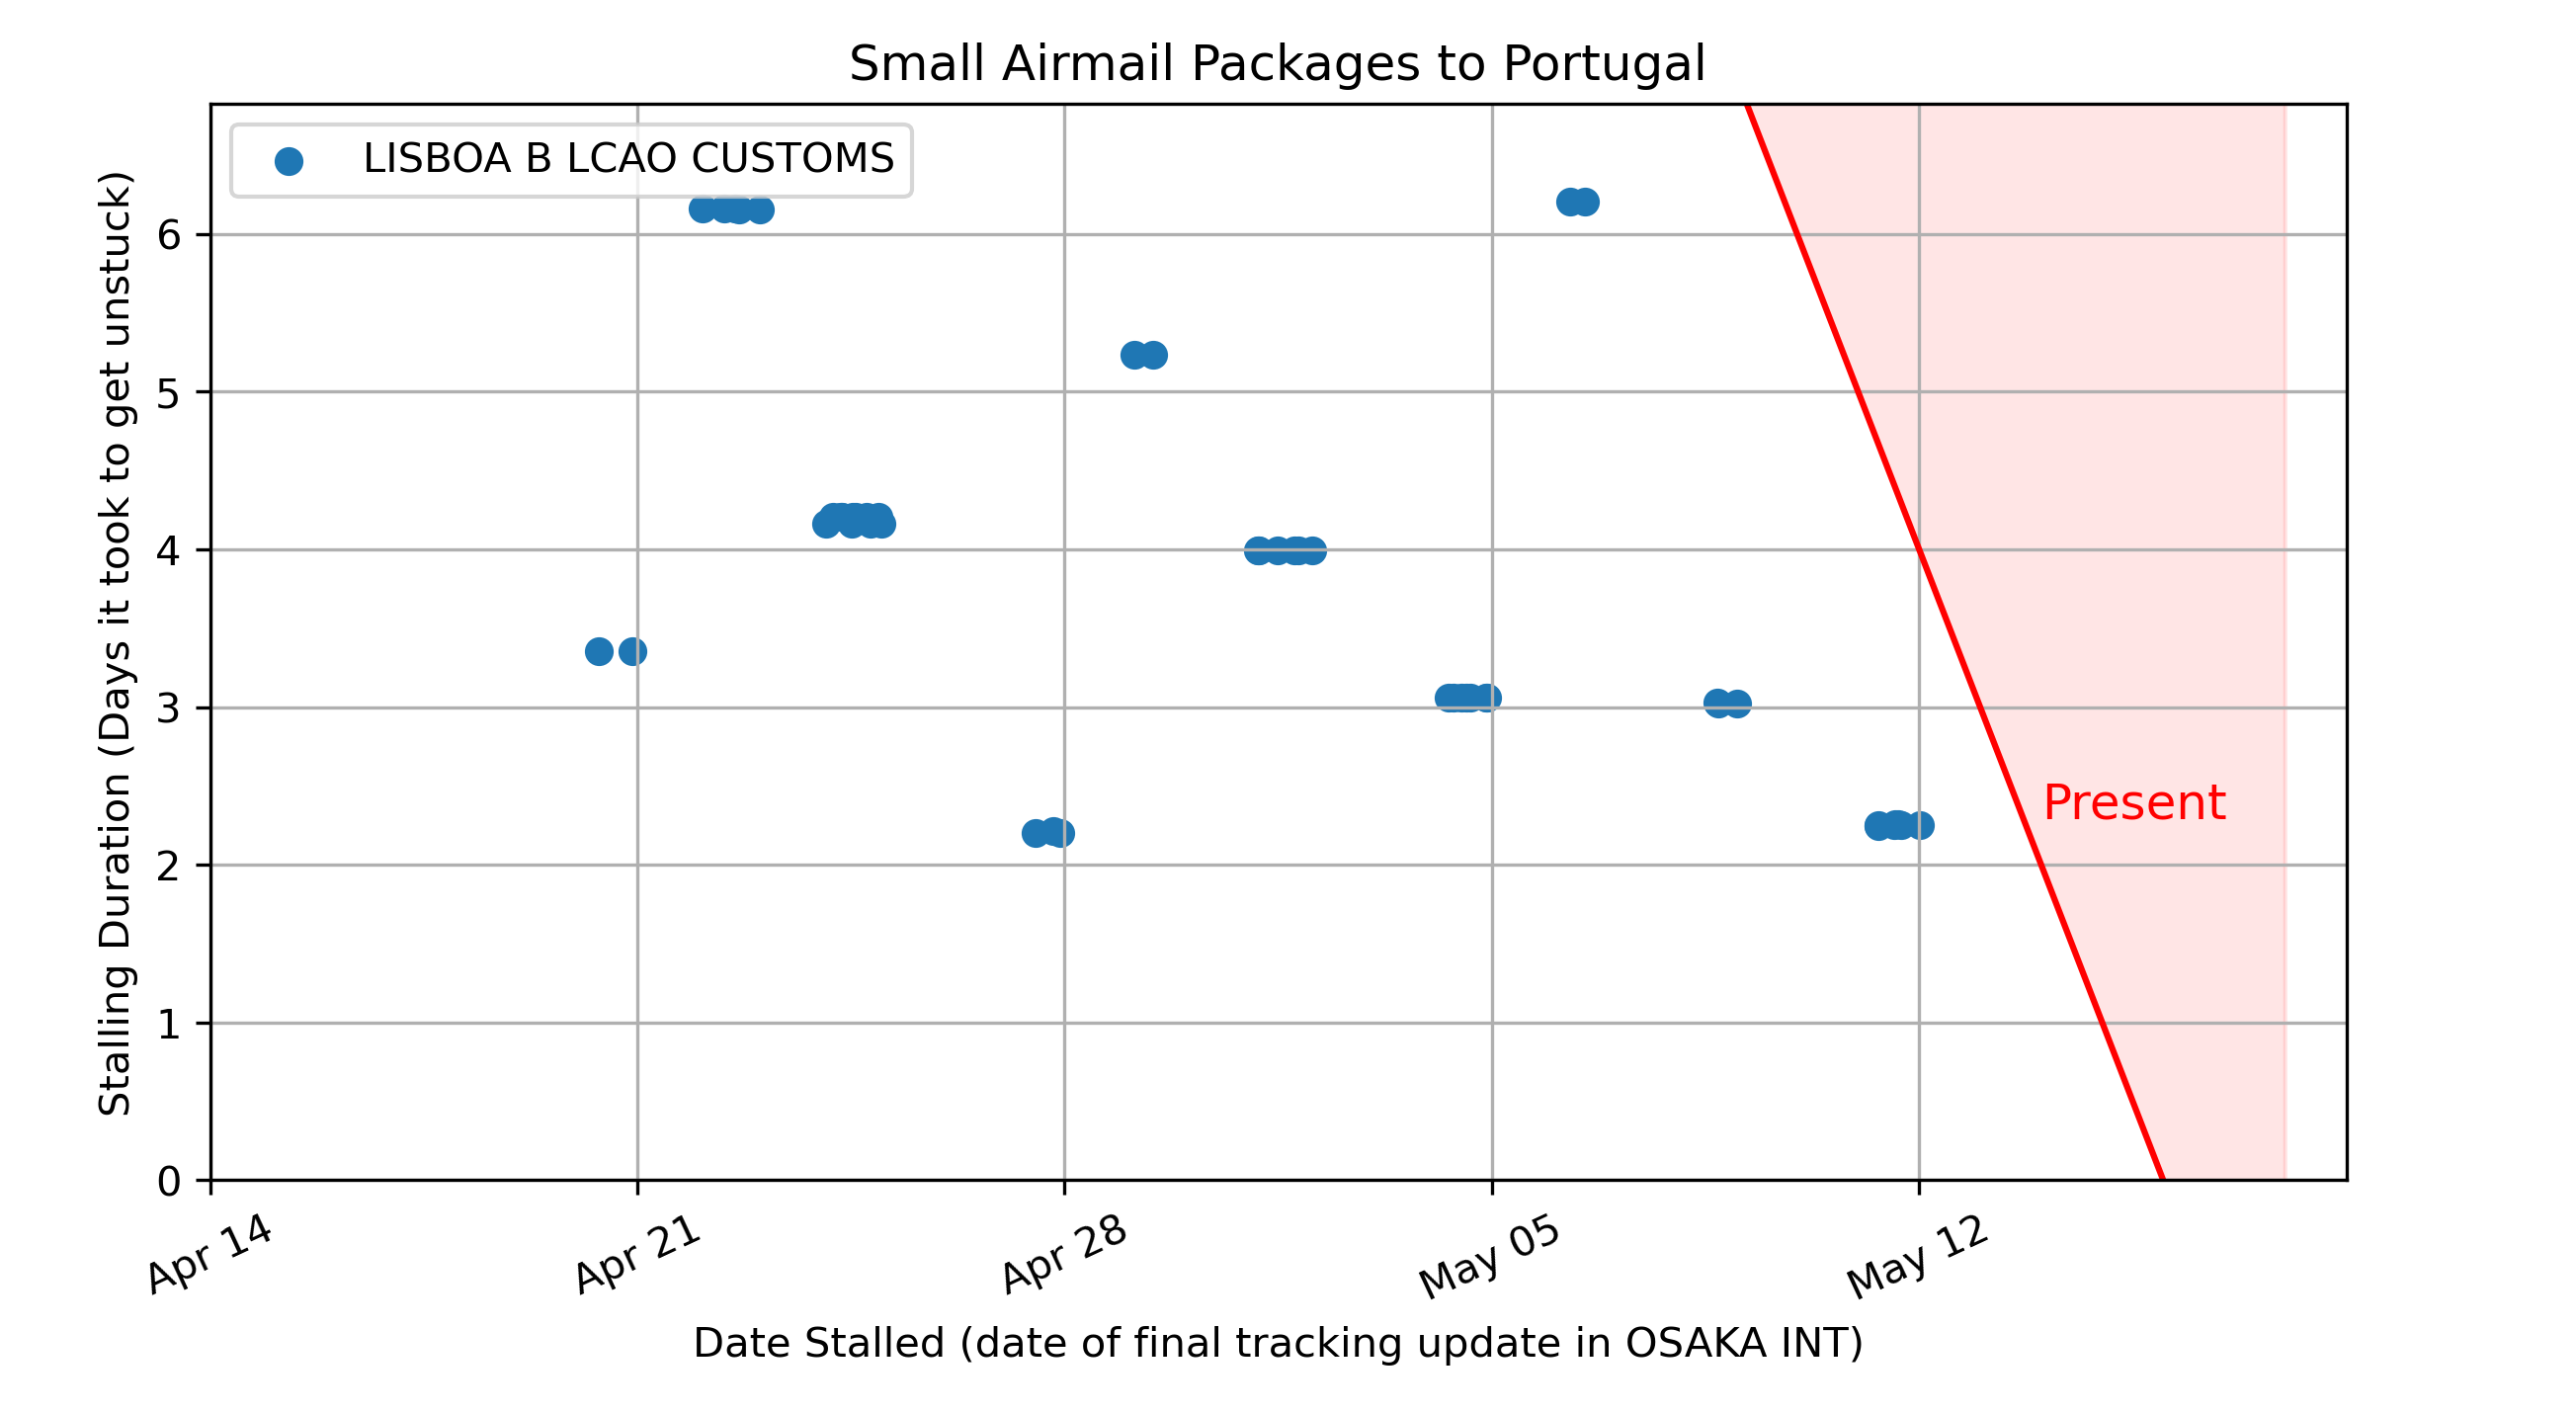 Small Airmail Packages to Portugal
LISBOA B LCAO CUSTOMS
Stalling Duration (Days it took to get unstuck)
6
5
4
3
2
1
0
Present
Apr 14
Apr 21
Apr 28
May 05
May 12
Date Stalled (date of final tracking update in OSAKA INT)